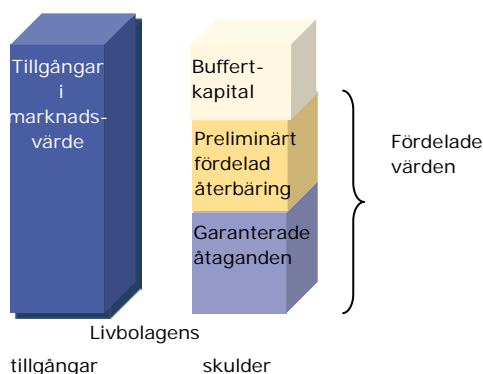 Tillgångar
i
marknads-
värde
Buffert-
kapital
Preliminärt
fördelad
återbäring
Garanterade
åtaganden
Fördelade
värden
Livbolagens
tillgångar skulder